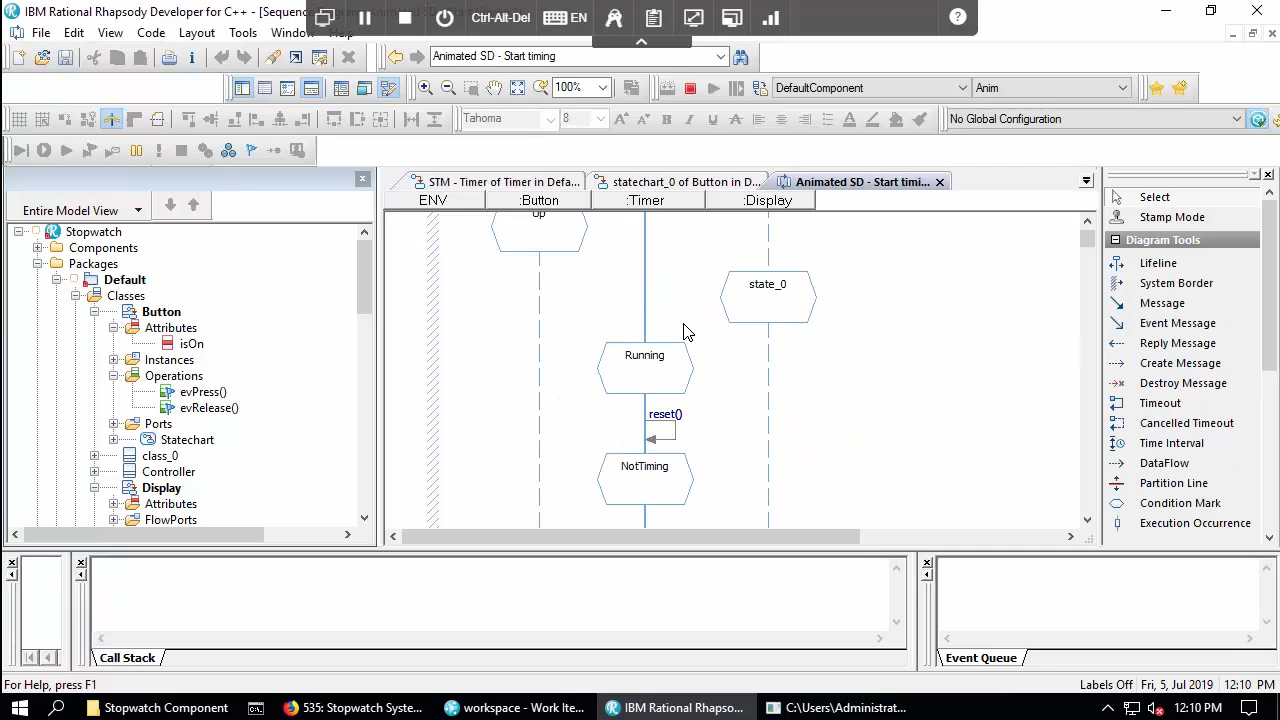 IBM Rational Rhapsody Developer for C++ - [Sequence
Ctrl-Alt-Del
EN
File Edit View Code Layout Tools Window Help
Animated SD - Start timing
100%
DefaultComponent
Anim
Tahoma
8
No Global Configuration
STM - Timer of Timer in Defa...
statechart_0 of Button in D...
Animated SD - Start timi...
Entire Model View
ENV
:Button
:Timer
:Display
Stopwatch
Components
Packages
Default
Classes
Button
Attributes
isOn
Instances
Operations
evPress()
evRelease()
Ports
Statechart
class_0
Controller
Display
Attributes
FlowPorts
Up
state_0
Running
reset()
NotTiming
Select
Stamp Mode
Diagram Tools
Lifeline
System Border
Message
Event Message
Reply Message
Create Message
Destroy Message
Timeout
Cancelled Timeout
Time Interval
DataFlow
Partition Line
Condition Mark
Execution Occurrence
Call Stack
Event Queue
For Help, press F1
Labels Off
Fri, 5, Jul 2019
12:10 PM
Stopwatch Component
535: Stopwatch Syste...
workspace - Work Ite...
IBM Rational Rhapso...
C:\Users\Administrat...
12:10 PM